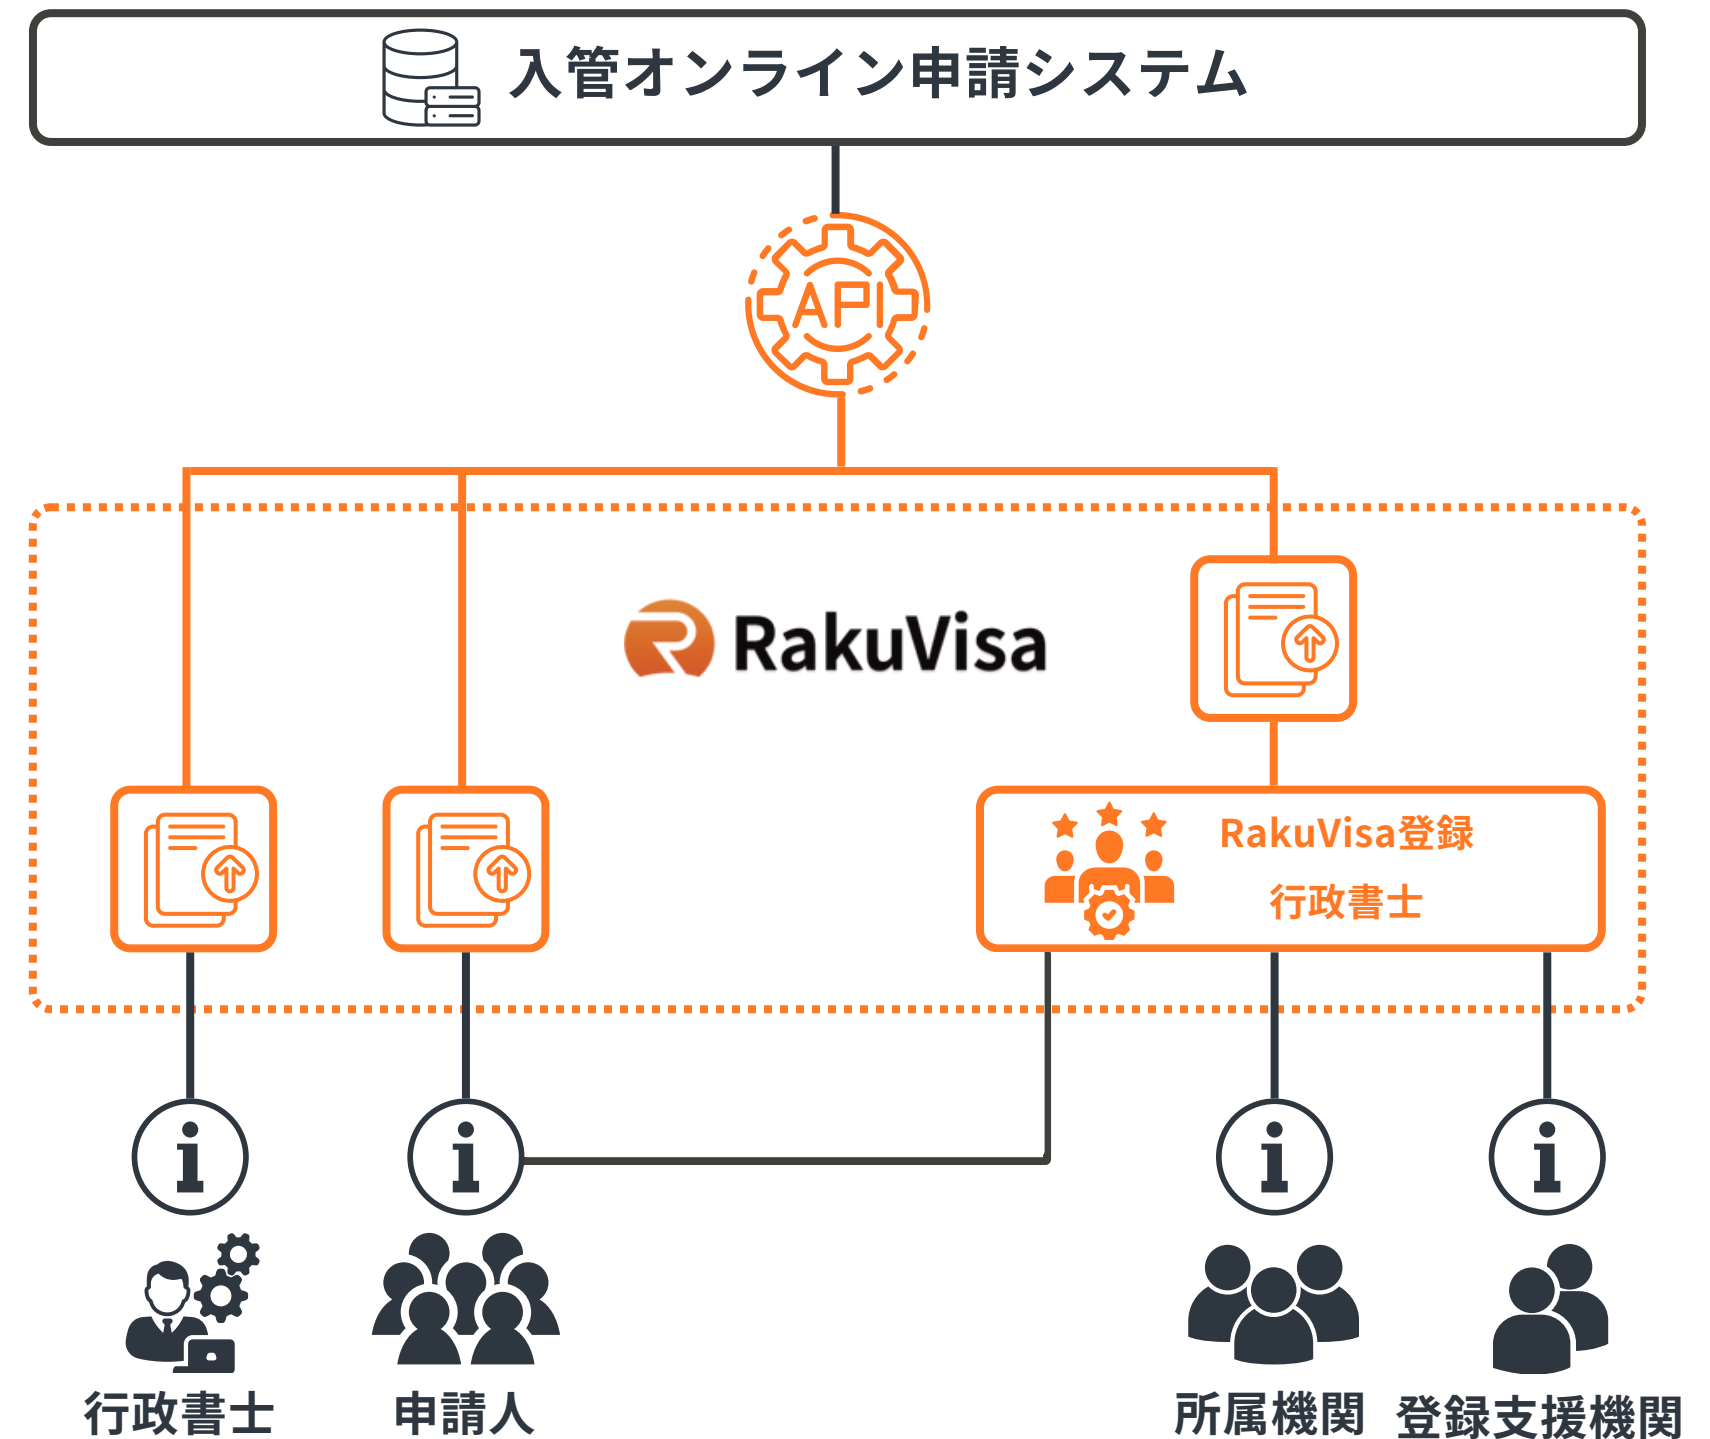 入管オンライン申請システム
API
RakuVisa
RakuVisa登録
行政書士
行政書士
申請人
所属機関
登録支援機関